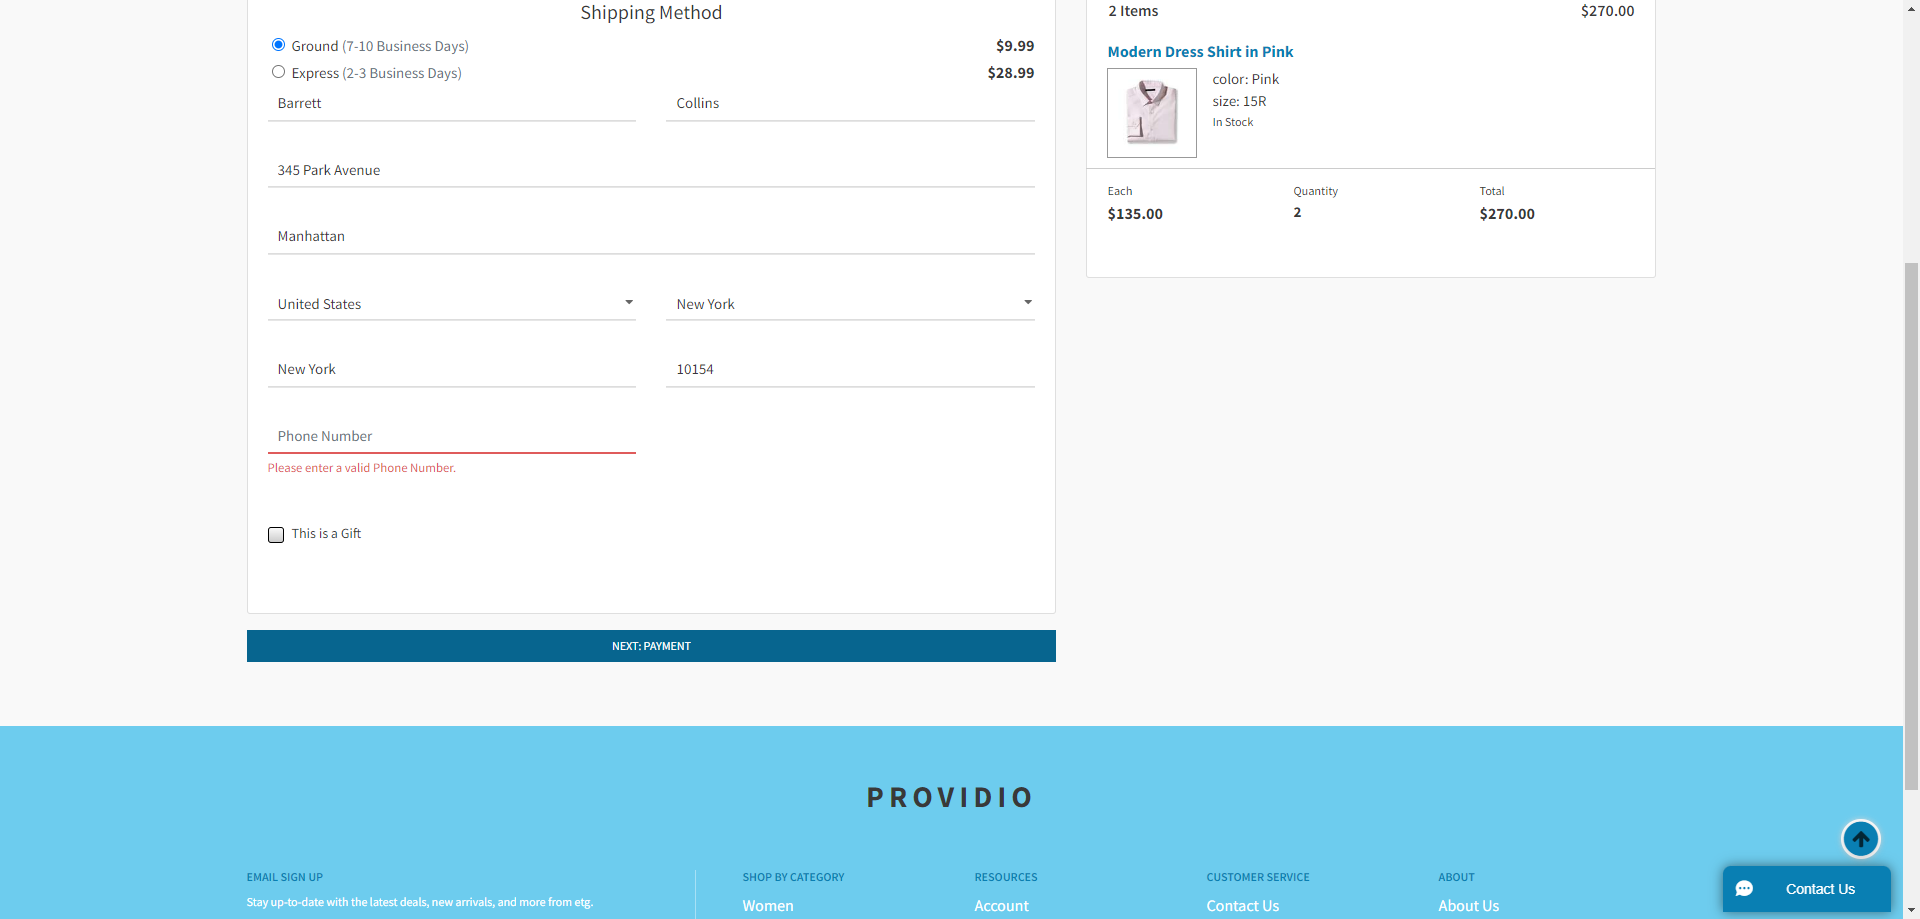 Shipping Method
Ground (7-10 Business Days) $9.99
Express (2-3 Business Days) $28.99
Barrett Collins
345 Park Avenue
Manhattan
United States New York
New York 10154
Phone Number
Please enter a valid Phone Number.
This is a Gift
NEXT: PAYMENT
2 Items $270.00
Modern Dress Shirt in Pink
color: Pink
size: 15R
In Stock
Each Quantity Total
$135.00 2 $270.00
PROVIDIO
EMAIL SIGN UP
Stay up-to-date with the latest deals, new arrivals, and more from etg.
SHOP BY CATEGORY
Women
RESOURCES
Account
CUSTOMER SERVICE
Contact Us
ABOUT
About Us
Contact Us